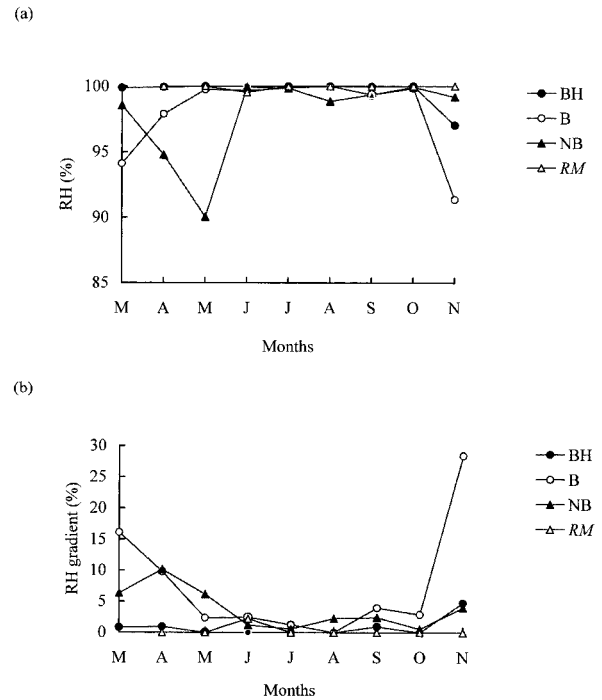 (a)
100
95
90
85
RH (%)
M A M J J A S O N
Months
BH
B
NB
RM
(b)
30
25
20
15
10
5
0
RH gradient (%)
M A M J J A S O N
Months
BH
B
NB
RM